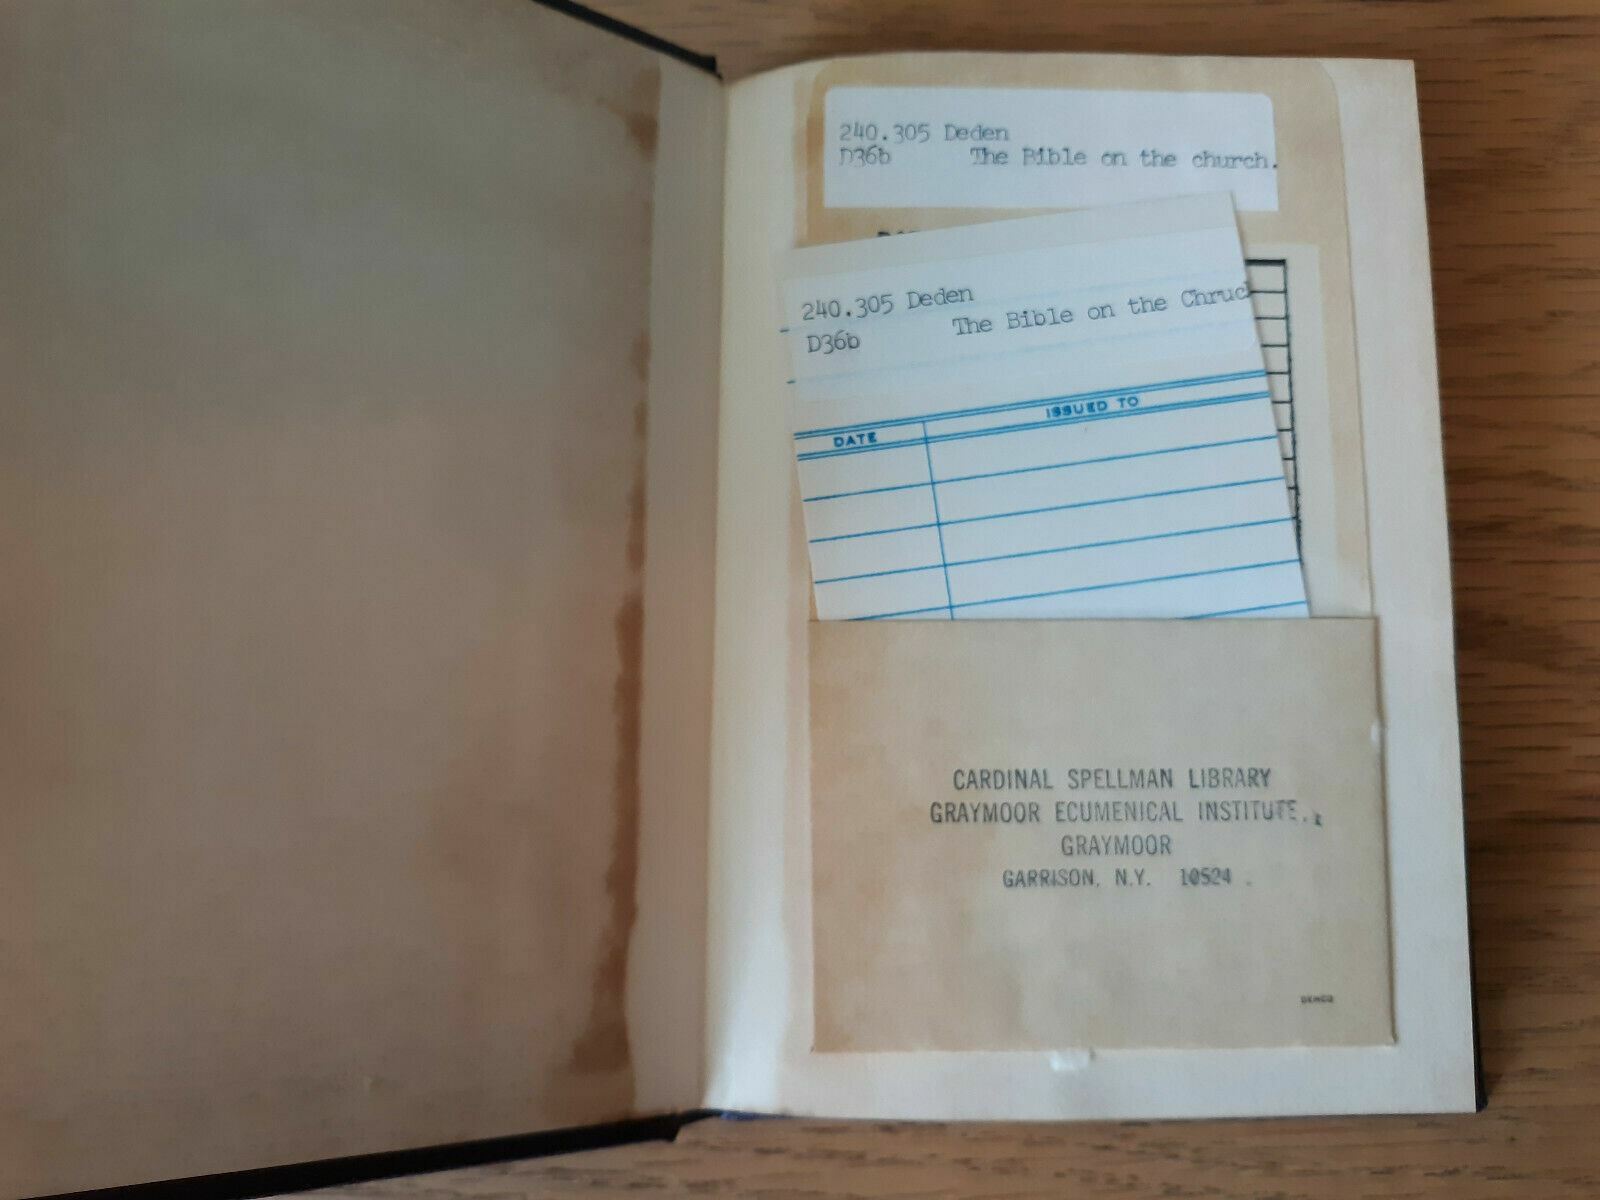 240.305 Deden
D36b The Bible on the church.
240.305 Deden
D36b The Bible on the Chruc
DATE ISSUED TO
CARDINAL SPELLMAN LIBRARY
GRAYMOOR ECUMENICAL INSTITUTE.
GRAYMOOR
GARRISON, N.Y. 10524 .
DEMCO